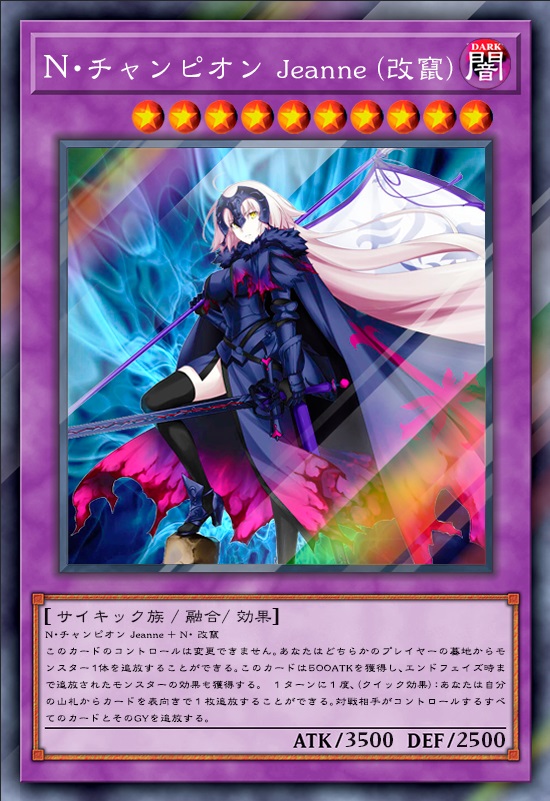 N・チャンピオン Jeanne (改竄)
DARK
闇
[ サイキック族 / 融合/ 効果]
N・チャンピオン Jeanne + N・ 改竄
このカードのコントロールは変更できません。あなたはどちらかのプレイヤーの墓地からモ
ンスター1体を追放することができる。このカードは500ATKを獲得し、エンドフェイズ時ま
で追放されたモンスターの効果も獲得する。 １ターンに１度、(クイック効果)：あなたは自分
の山札からカードを表向きで１枚追放することができる。対戦相手がコントロールするすべ
てのカードとそのGYを追放する。
ATK/3500 DEF/2500